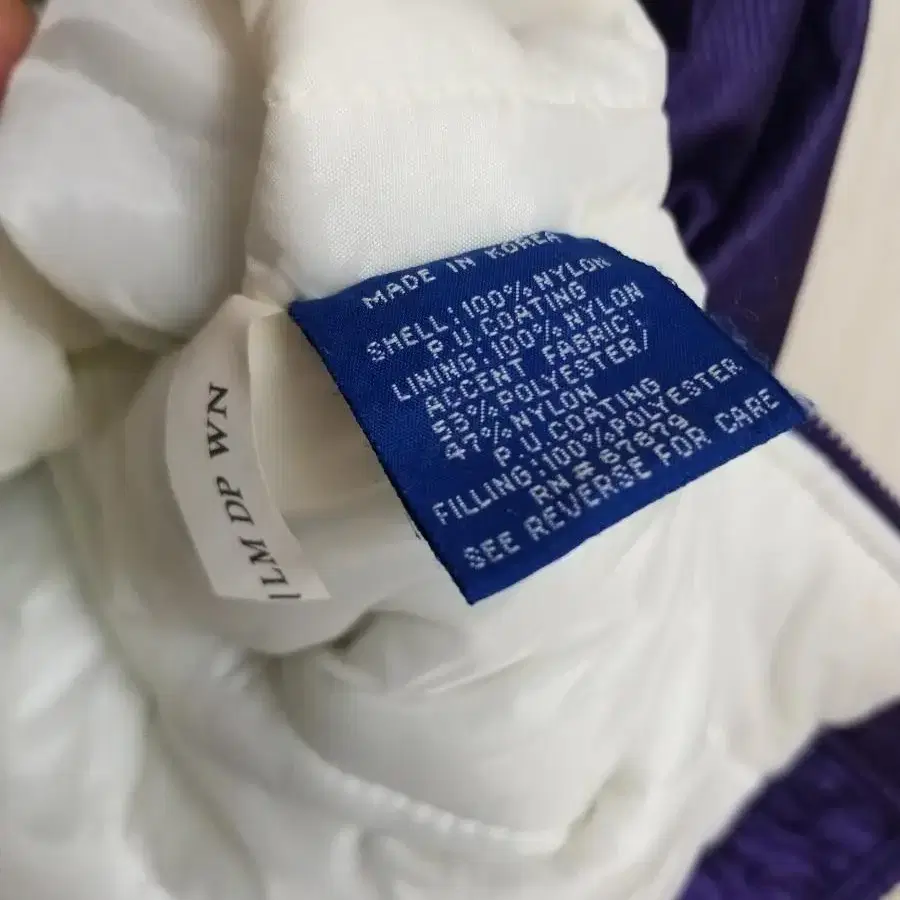 MADE IN KOREA
SHELL:100%NYLON
P.U.COATING
LINING:100%NYLON
ACCENT FABRIC:
53%POLYESTER/
47%NYLON
P.U.COATING
FILLING:100%POLYESTER
RN#67879
SEE REVERSE FOR CARE
LM DP WN